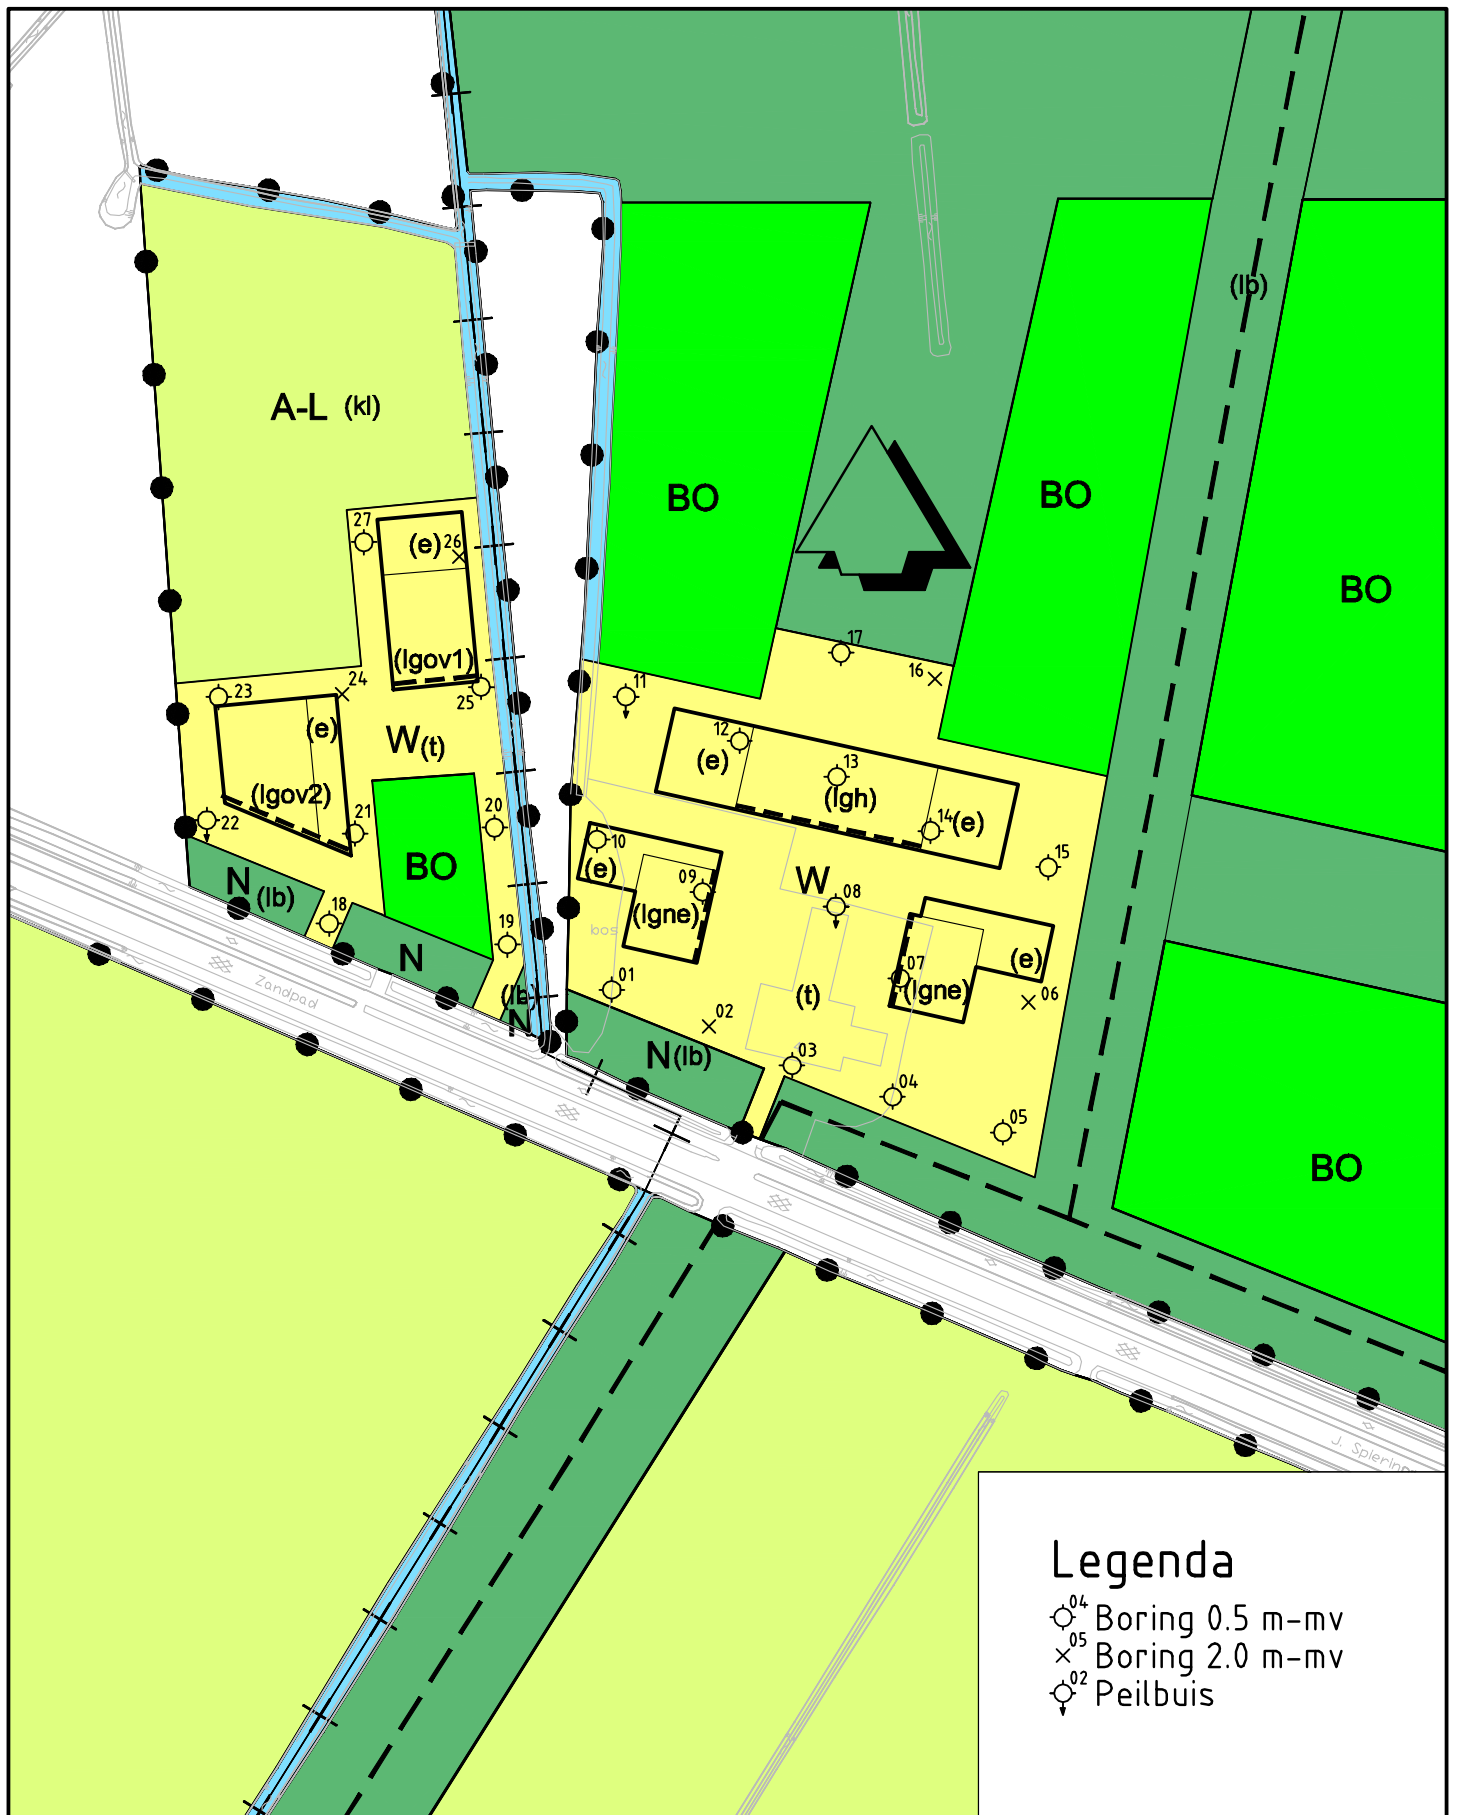 (lb)
A-L (kl)
BO
BO
BO
27
(e)
26
(lgov1)
17
16
11
23
24
25
(e)
W(t)
12
(e)
13
(lgh)
(lgov2)
22
21
20
14
(e)
10
(e)
15
BO
09
W
08
N (lb)
18
(lgne)
bos
19
N
(e)
07
(lgne)
06
01
(t)
(lb)
N
02
Zandpad
N(lb)
03
04
05
BO
J. Spierin
Legenda
04 Boring 0.5 m-mv
05 Boring 2.0 m-mv
02 Peilbuis